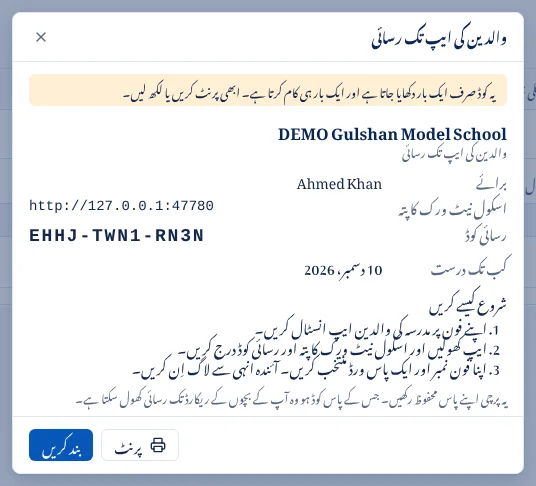 والدین کی ایپ تک رسائی
یہ کوڈ صرف ایک بار دکھایا جاتا ہے اور ایک بار ہی کام کرتا ہے۔ ابھی پرنٹ کریں یا لکھ لیں۔
DEMO Gulshan Model School
والدین کی ایپ تک رسائی
برائے Ahmed Khan
اسکول نیٹ ورک کا پتہ http://127.0.0.1:47780
رسائی کوڈ EHHJ-TWN1-RN3N
کب تک درست 10 دسمبر، 2026
شروع کیسے کریں
1. اپنے فون پر مدرسہ کی والدین ایپ انسٹال کریں۔
2. ایپ کھولیں اور اسکول نیٹ ورک کا پتہ اور رسائی کوڈ درج کریں۔
3. اپنا فون نمبر اور ایک پاس ورڈ منتخب کریں۔ آئندہ انہی سے لاگ اِن کریں۔
یہ پرچی اپنے پاس محفوظ رکھیں۔ جس کے پاس کوڈ ہو وہ آپ کے بچوں کے ریکارڈ تک رسائی کھول سکتا ہے۔
پرنٹ
بند کریں